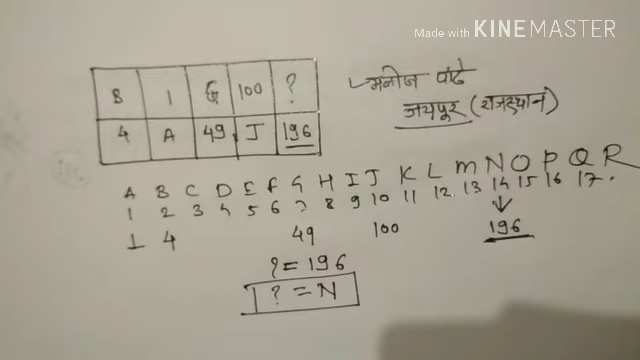 Made with KINEMASTER
B 1 G 100 ?
4 A 49 J 196
मनोज पांढे
जयपुर (राजस्थान)
A B C D E F G H I J K L M N O P Q R
1 2 3 4 5 6 7 8 9 10 11 12 13 14 15 16 17
1 4 49 100 196
? = 196
? = N